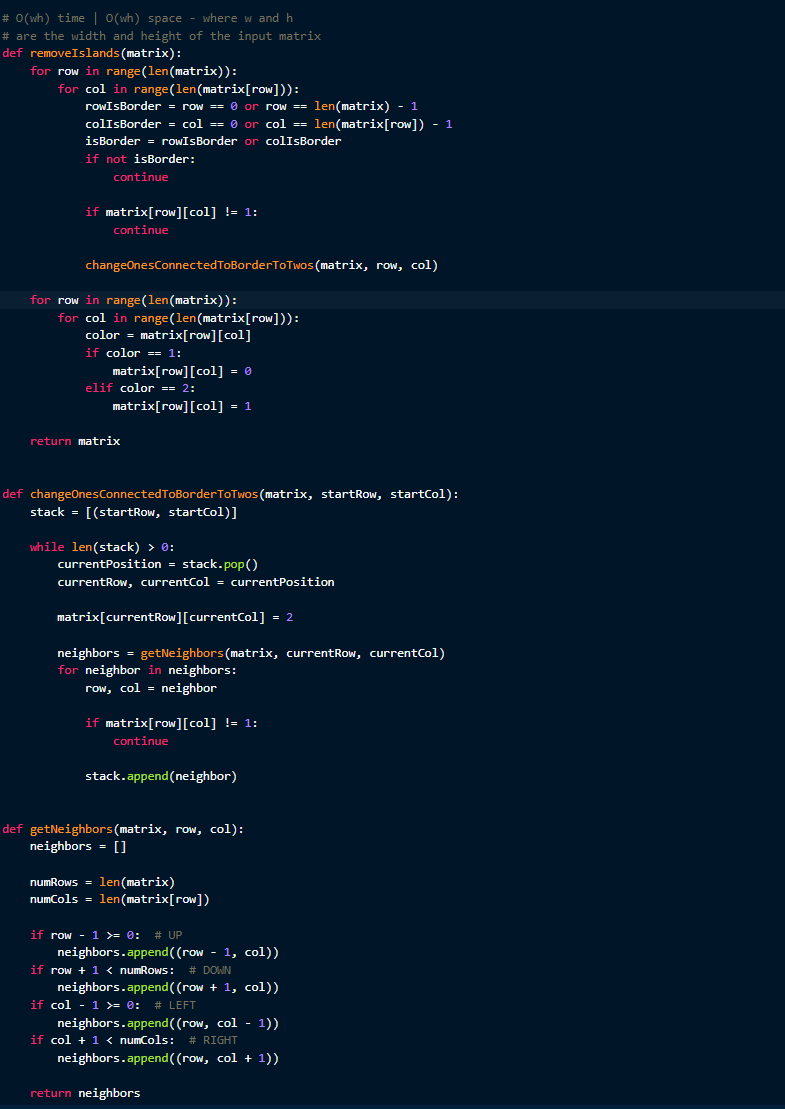 # O(wh) time | O(wh) space - where w and h
# are the width and height of the input matrix
def removeIslands(matrix):
    for row in range(len(matrix)):
        for col in range(len(matrix[row])):
            rowIsBorder = row == 0 or row == len(matrix) - 1
            colIsBorder = col == 0 or col == len(matrix[row]) - 1
            isBorder = rowIsBorder or colIsBorder
            if not isBorder:
                continue

            if matrix[row][col] != 1:
                continue

            changeOnesConnectedToBorderToTwos(matrix, row, col)

    for row in range(len(matrix)):
        for col in range(len(matrix[row])):
            color = matrix[row][col]
            if color == 1:
                matrix[row][col] = 0
            elif color == 2:
                matrix[row][col] = 1

    return matrix


def changeOnesConnectedToBorderToTwos(matrix, startRow, startCol):
    stack = [(startRow, startCol)]

    while len(stack) > 0:
        currentPosition = stack.pop()
        currentRow, currentCol = currentPosition

        matrix[currentRow][currentCol] = 2

        neighbors = getNeighbors(matrix, currentRow, currentCol)
        for neighbor in neighbors:
            row, col = neighbor

            if matrix[row][col] != 1:
                continue

            stack.append(neighbor)


def getNeighbors(matrix, row, col):
    neighbors = []

    numRows = len(matrix)
    numCols = len(matrix[row])

    if row - 1 >= 0:  # UP
        neighbors.append((row - 1, col))
    if row + 1 < numRows:  # DOWN
        neighbors.append((row + 1, col))
    if col - 1 >= 0:  # LEFT
        neighbors.append((row, col - 1))
    if col + 1 < numCols:  # RIGHT
        neighbors.append((row, col + 1))

    return neighbors